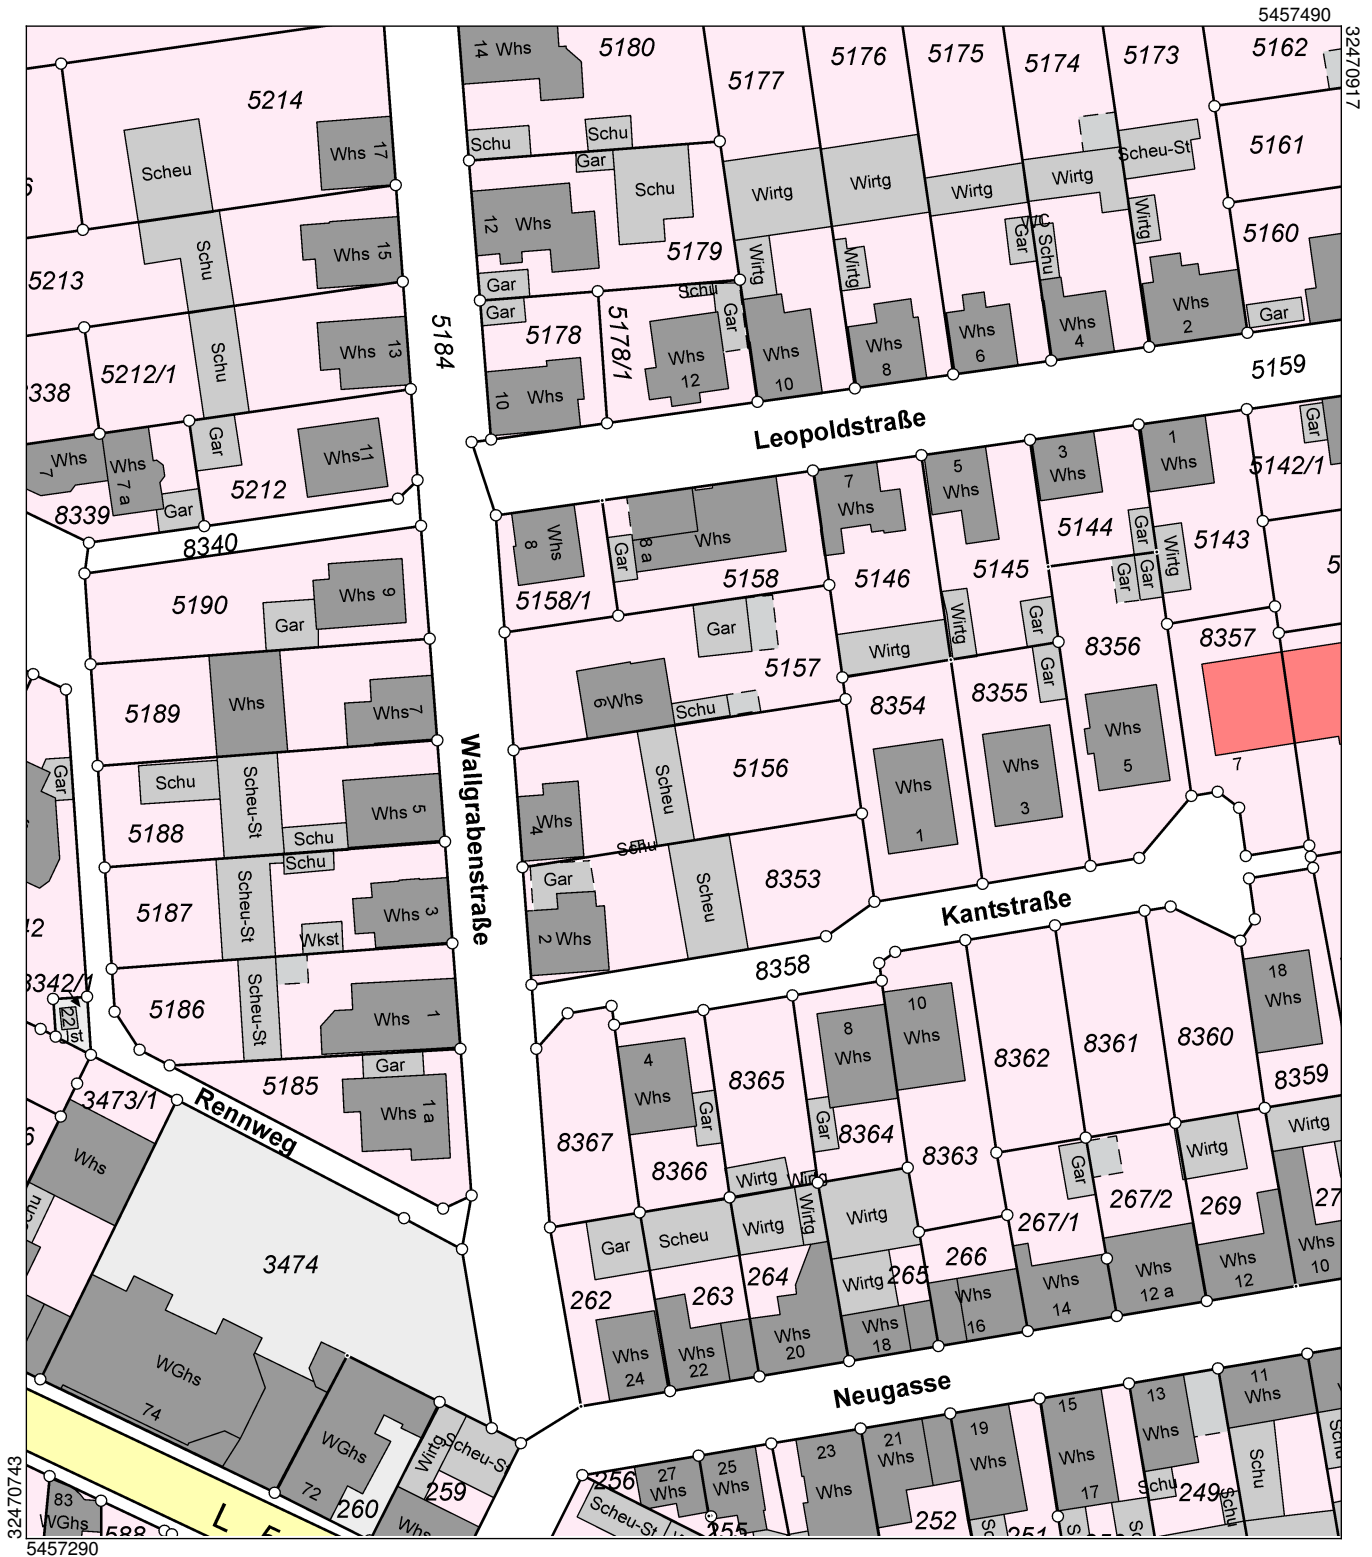 5457490
32470917
14 Whs
5180
5177
5176
5175
5174
5173
5162
5214
Scheu
Whs 17
Schu
Schu
Gar
Schu
Wirtg
Wirtg
Wirtg
Wirtg
Scheu-St
5161
12 Whs
5179
Wirtg
Wirtg
WC
Gar
Schu
Wirtg
5160
5213
Schu
Whs 15
Gar
Gar
Schu
Gar
5178
5178/1
Whs 12
Whs 10
Whs 8
Whs 6
Whs 4
Whs 2
Gar
5184
5212/1
Schu
Whs 13
338
10 Whs
5159
Leopoldstraße
7 Whs
Whs 7 a
Gar
Whs 11
5212
Gar
8339
8340
8 Whs
Gar
8 a
Whs
7 Whs
5 Whs
3 Whs
1 Whs
Gar
5142/1
5144
Gar
Wirtg
5143
5158
5158/1
5146
5145
Gar
Gar
5190
Gar
Whs 9
Gar
5157
Wirtg
Wirtg
Gar
Gar
8356
8357
5189
Whs
Whs 7
6 Whs
Schu
8354
8355
Whs 5
7
Wallgrabenstraße
5156
Scheu
Whs 1
Whs 3
Gar
Schu
Scheu-St
Whs 5
5188
Schu
Schu
4 Whs
Schu
Gar
Scheu
8353
5187
Scheu-St
Wkst
Whs 3
2 Whs
Kantstraße
8358
3342/1
22
5186
Scheu-St
Whs 1
10 Whs
8 Whs
18 Whs
4 Whs
8365
8362
8361
8360
8359
Gar
5185
Whs 1 a
3473/1
Rennweg
Gar
Gar
8364
8363
8367
8366
Wirtg
Wirtg
Gar
Wirtg
Wirtg
Whs
Gar
Scheu
Wirtg
Wirtg
Wirtg
267/1
267/2
269
3474
266
264
Wirtg
265
262
263
Whs 10
Whs 12
Whs 12 a
Whs 14
Whs 16
Whs 18
Whs 20
Whs 22
Whs 24
Neugasse
WGhs 74
WGhs 72
260
Wirtg
259
Whs
256
Scheu-St
27 Whs
25 Whs
255
23 Whs
21 Whs
252
19 Whs
15 Whs 17
13 Whs
11 Whs
Schu
249
Schu
Schu
251
83 WGhs
588
32470743
5457290